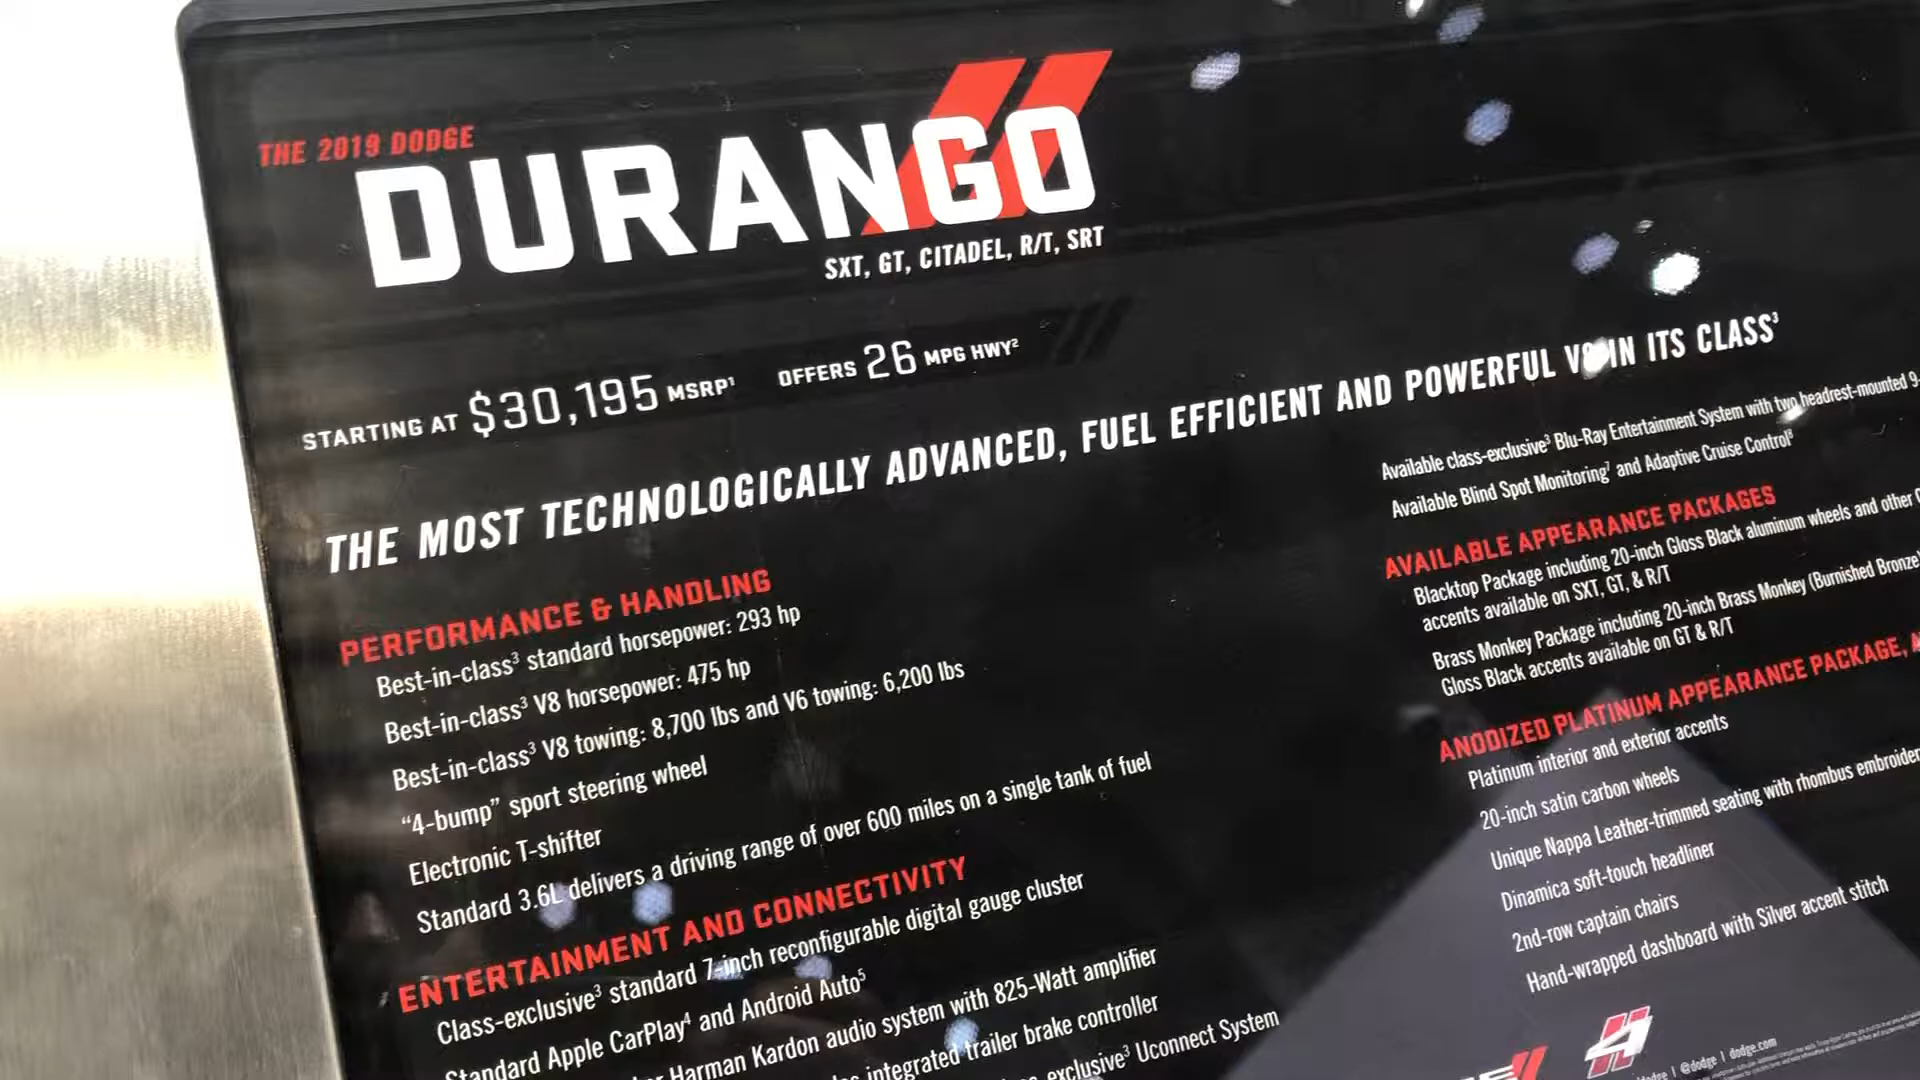 THE 2019 DODGE
DURANGO
SXT, GT, CITADEL, R/T, SRT
STARTING AT $30,195 MSRP¹ OFFERS 26 MPG HWY²
THE MOST TECHNOLOGICALLY ADVANCED, FUEL EFFICIENT AND POWERFUL V8 IN ITS CLASS³
PERFORMANCE & HANDLING
Best-in-class³ standard horsepower: 293 hp
Best-in-class³ V8 horsepower: 475 hp
Best-in-class³ V8 towing: 8,700 lbs and V6 towing: 6,200 lbs
“4-bump” sport steering wheel
Electronic T-shifter
Standard 3.6L delivers a driving range of over 600 miles on a single tank of fuel
ENTERTAINMENT AND CONNECTIVITY
Class-exclusive³ standard 7-inch reconfigurable digital gauge cluster
Standard Apple CarPlay⁴ and Android Auto⁵
Harman Kardon audio system with 825-Watt amplifier
integrated trailer brake controller
exclusive³ Uconnect System
Available class-exclusive³ Blu-Ray Entertainment System with two headrest-mounted 9-
Available Blind Spot Monitoring⁷ and Adaptive Cruise Control⁸
AVAILABLE APPEARANCE PACKAGES
Blacktop Package including 20-inch Gloss Black aluminum wheels and other
accents available on SXT, GT, & R/T
Brass Monkey Package including 20-inch Brass Monkey (Burnished Bronze)
Gloss Black accents available on GT & R/T
ANODIZED PLATINUM APPEARANCE PACKAGE,
Platinum interior and exterior accents
20-inch satin carbon wheels
Unique Nappa Leather-trimmed seating with rhombus
Dinamica soft-touch headliner
2nd-row captain chairs
Hand-wrapped dashboard with Silver accent stitch
@dodge | dodge.com